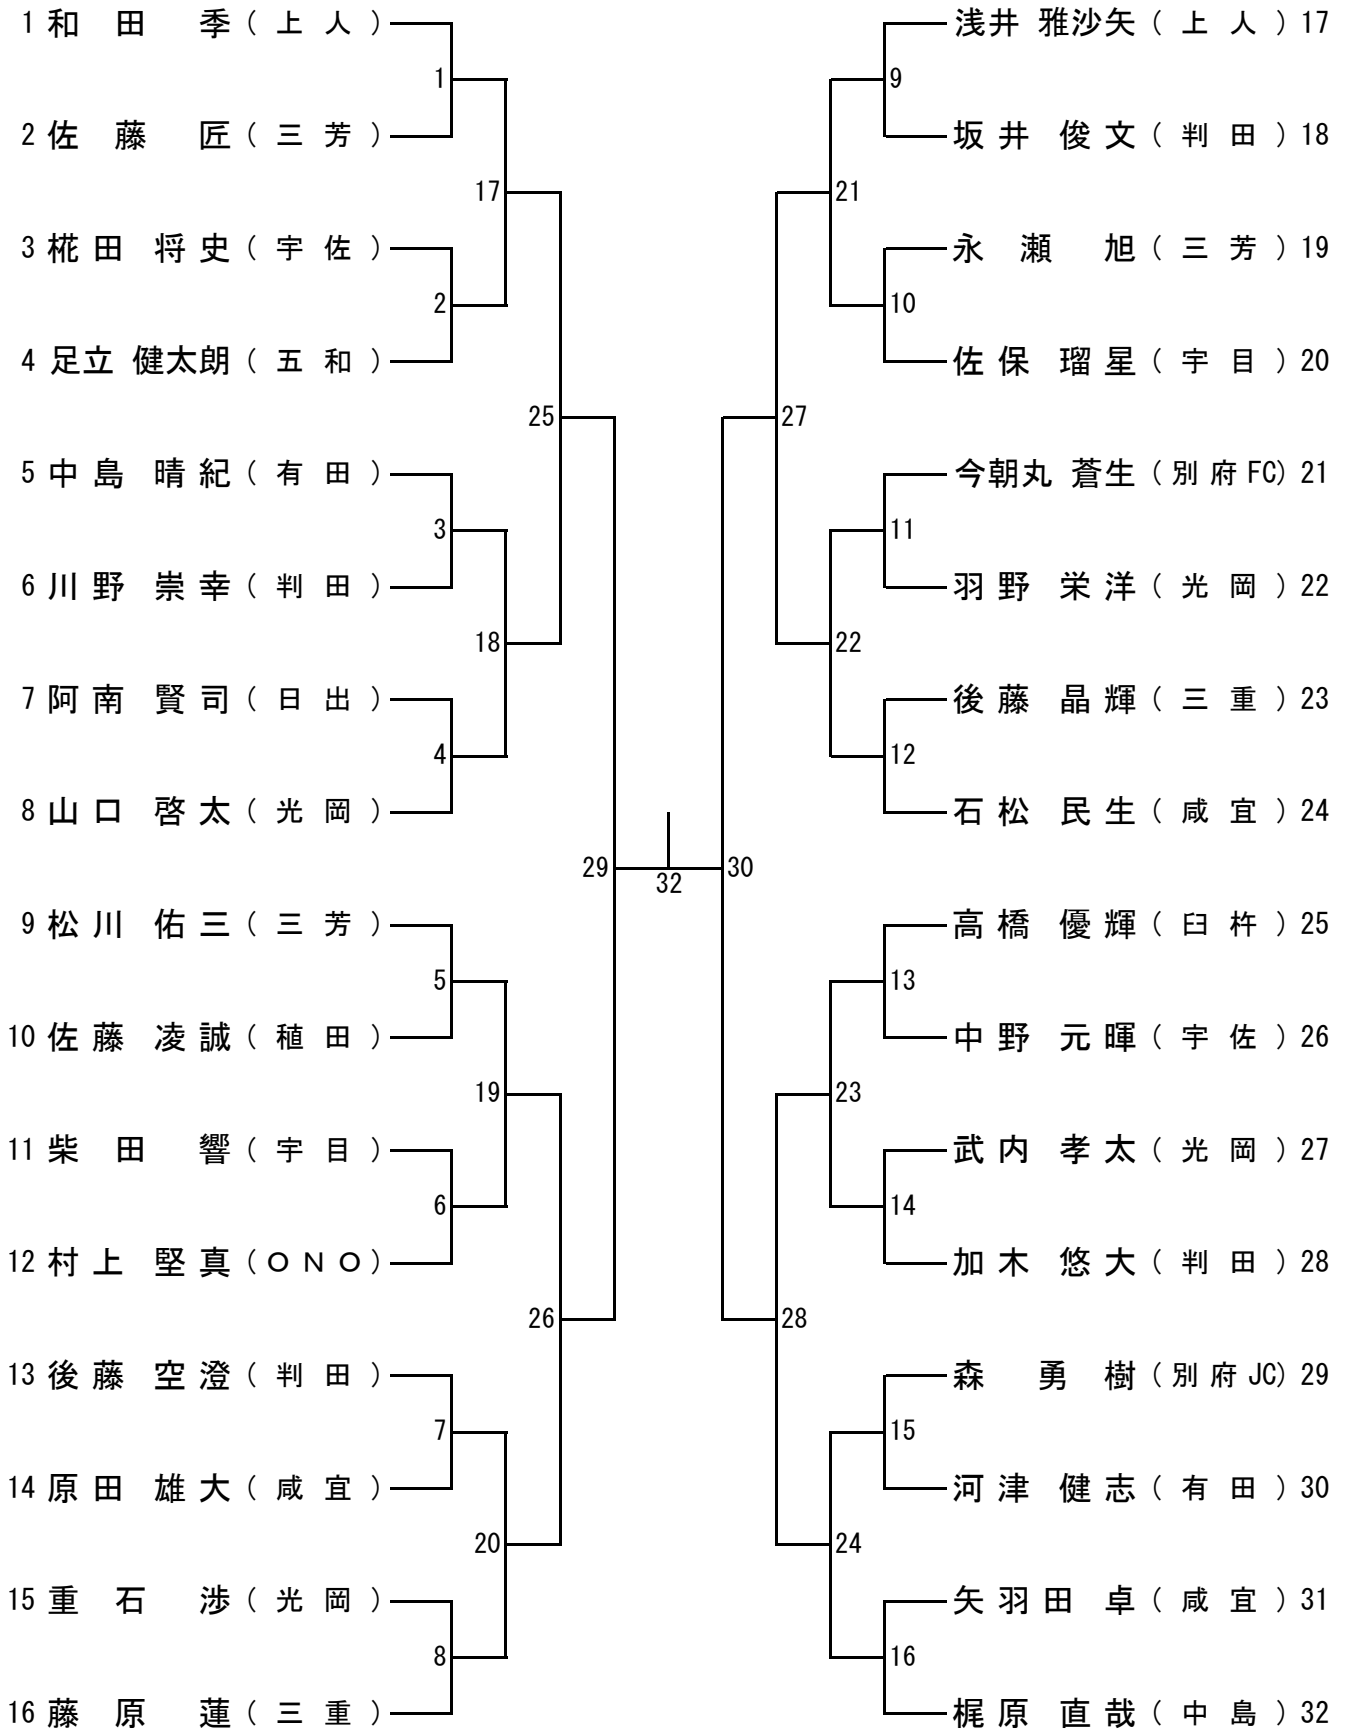 1 和田 季 ( 上人 )
1
2 佐藤 匠 ( 三芳 )
17
3 椛田 将史 ( 宇佐 )
2
4 足立 健太朗 ( 五和 )
25
5 中島 晴紀 ( 有田 )
3
6 川野 崇幸 ( 判田 )
18
7 阿南 賢司 ( 日出 )
4
8 山口 啓太 ( 光岡 )
29
9 松川 佑三 ( 三芳 )
5
10 佐藤 凌誠 ( 稙田 )
19
11 柴田 響 ( 宇目 )
6
12 村上 堅真 ( ONO )
26
13 後藤 空澄 ( 判田 )
7
14 原田 雄大 ( 咸宜 )
20
15 重石 渉 ( 光岡 )
8
16 藤原 蓮 ( 三重 )
32
浅井 雅沙矢 ( 上人 ) 17
9
坂井 俊文 ( 判田 ) 18
21
永瀬 旭 ( 三芳 ) 19
10
佐保 瑠星 ( 宇目 ) 20
27
今朝丸 蒼生 ( 別府FC) 21
11
羽野 栄洋 ( 光岡 ) 22
22
後藤 晶輝 ( 三重 ) 23
12
石松 民生 ( 咸宜 ) 24
30
高橋 優輝 ( 臼杵 ) 25
13
中野 元暉 ( 宇佐 ) 26
23
武内 孝太 ( 光岡 ) 27
14
加木 悠大 ( 判田 ) 28
28
森 勇樹 ( 別府JC) 29
15
河津 健志 ( 有田 ) 30
24
矢羽田 卓 ( 咸宜 ) 31
16
梶原 直哉 ( 中島 ) 32